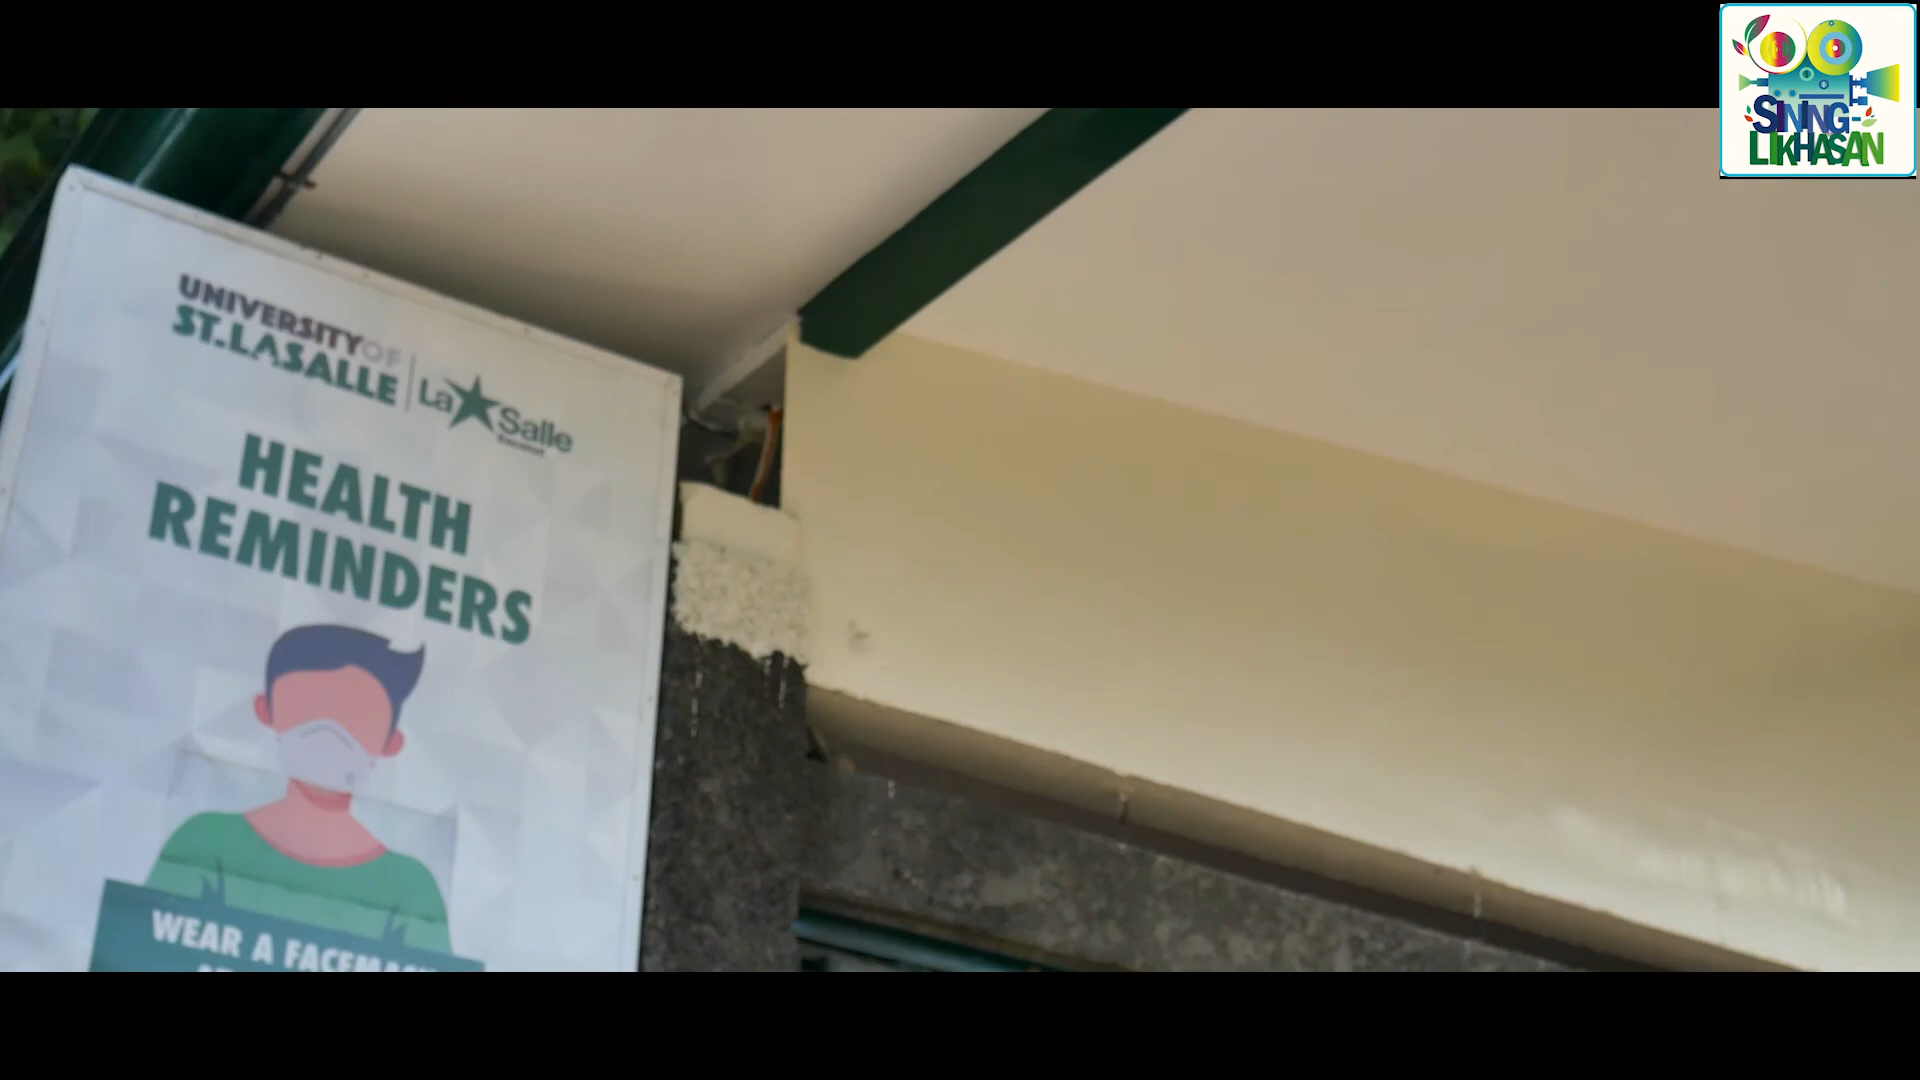 SINING-
LIKHASAN
UNIVERSITY OF
ST. LASALLE
La Salle
HEALTH
REMINDERS
WEAR A FACEMASK